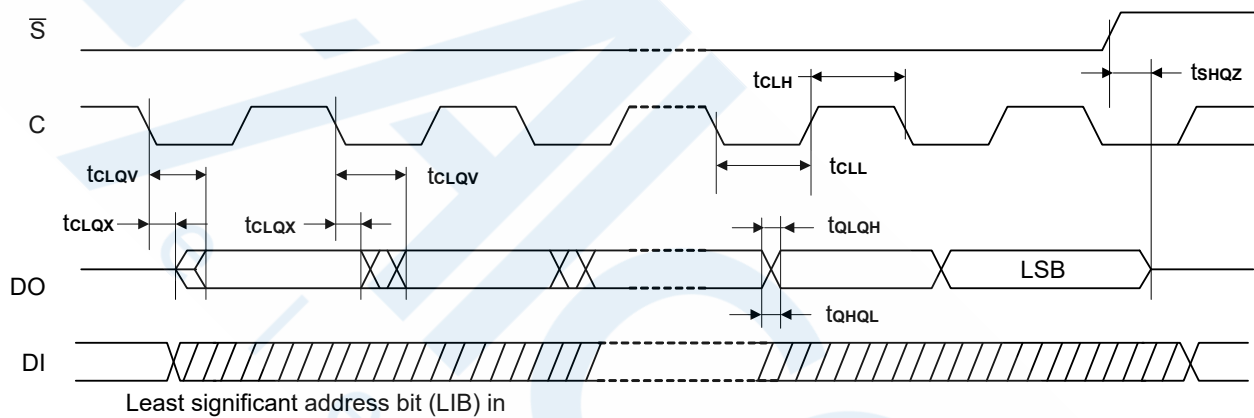 S̅
tSHQZ
tCLH
C
tCLL
tCLQV
tCLQV
tCLQX
tCLQX
tQLQH
LSB
DO
tQHQL
DI
Least significant address bit (LIB) in